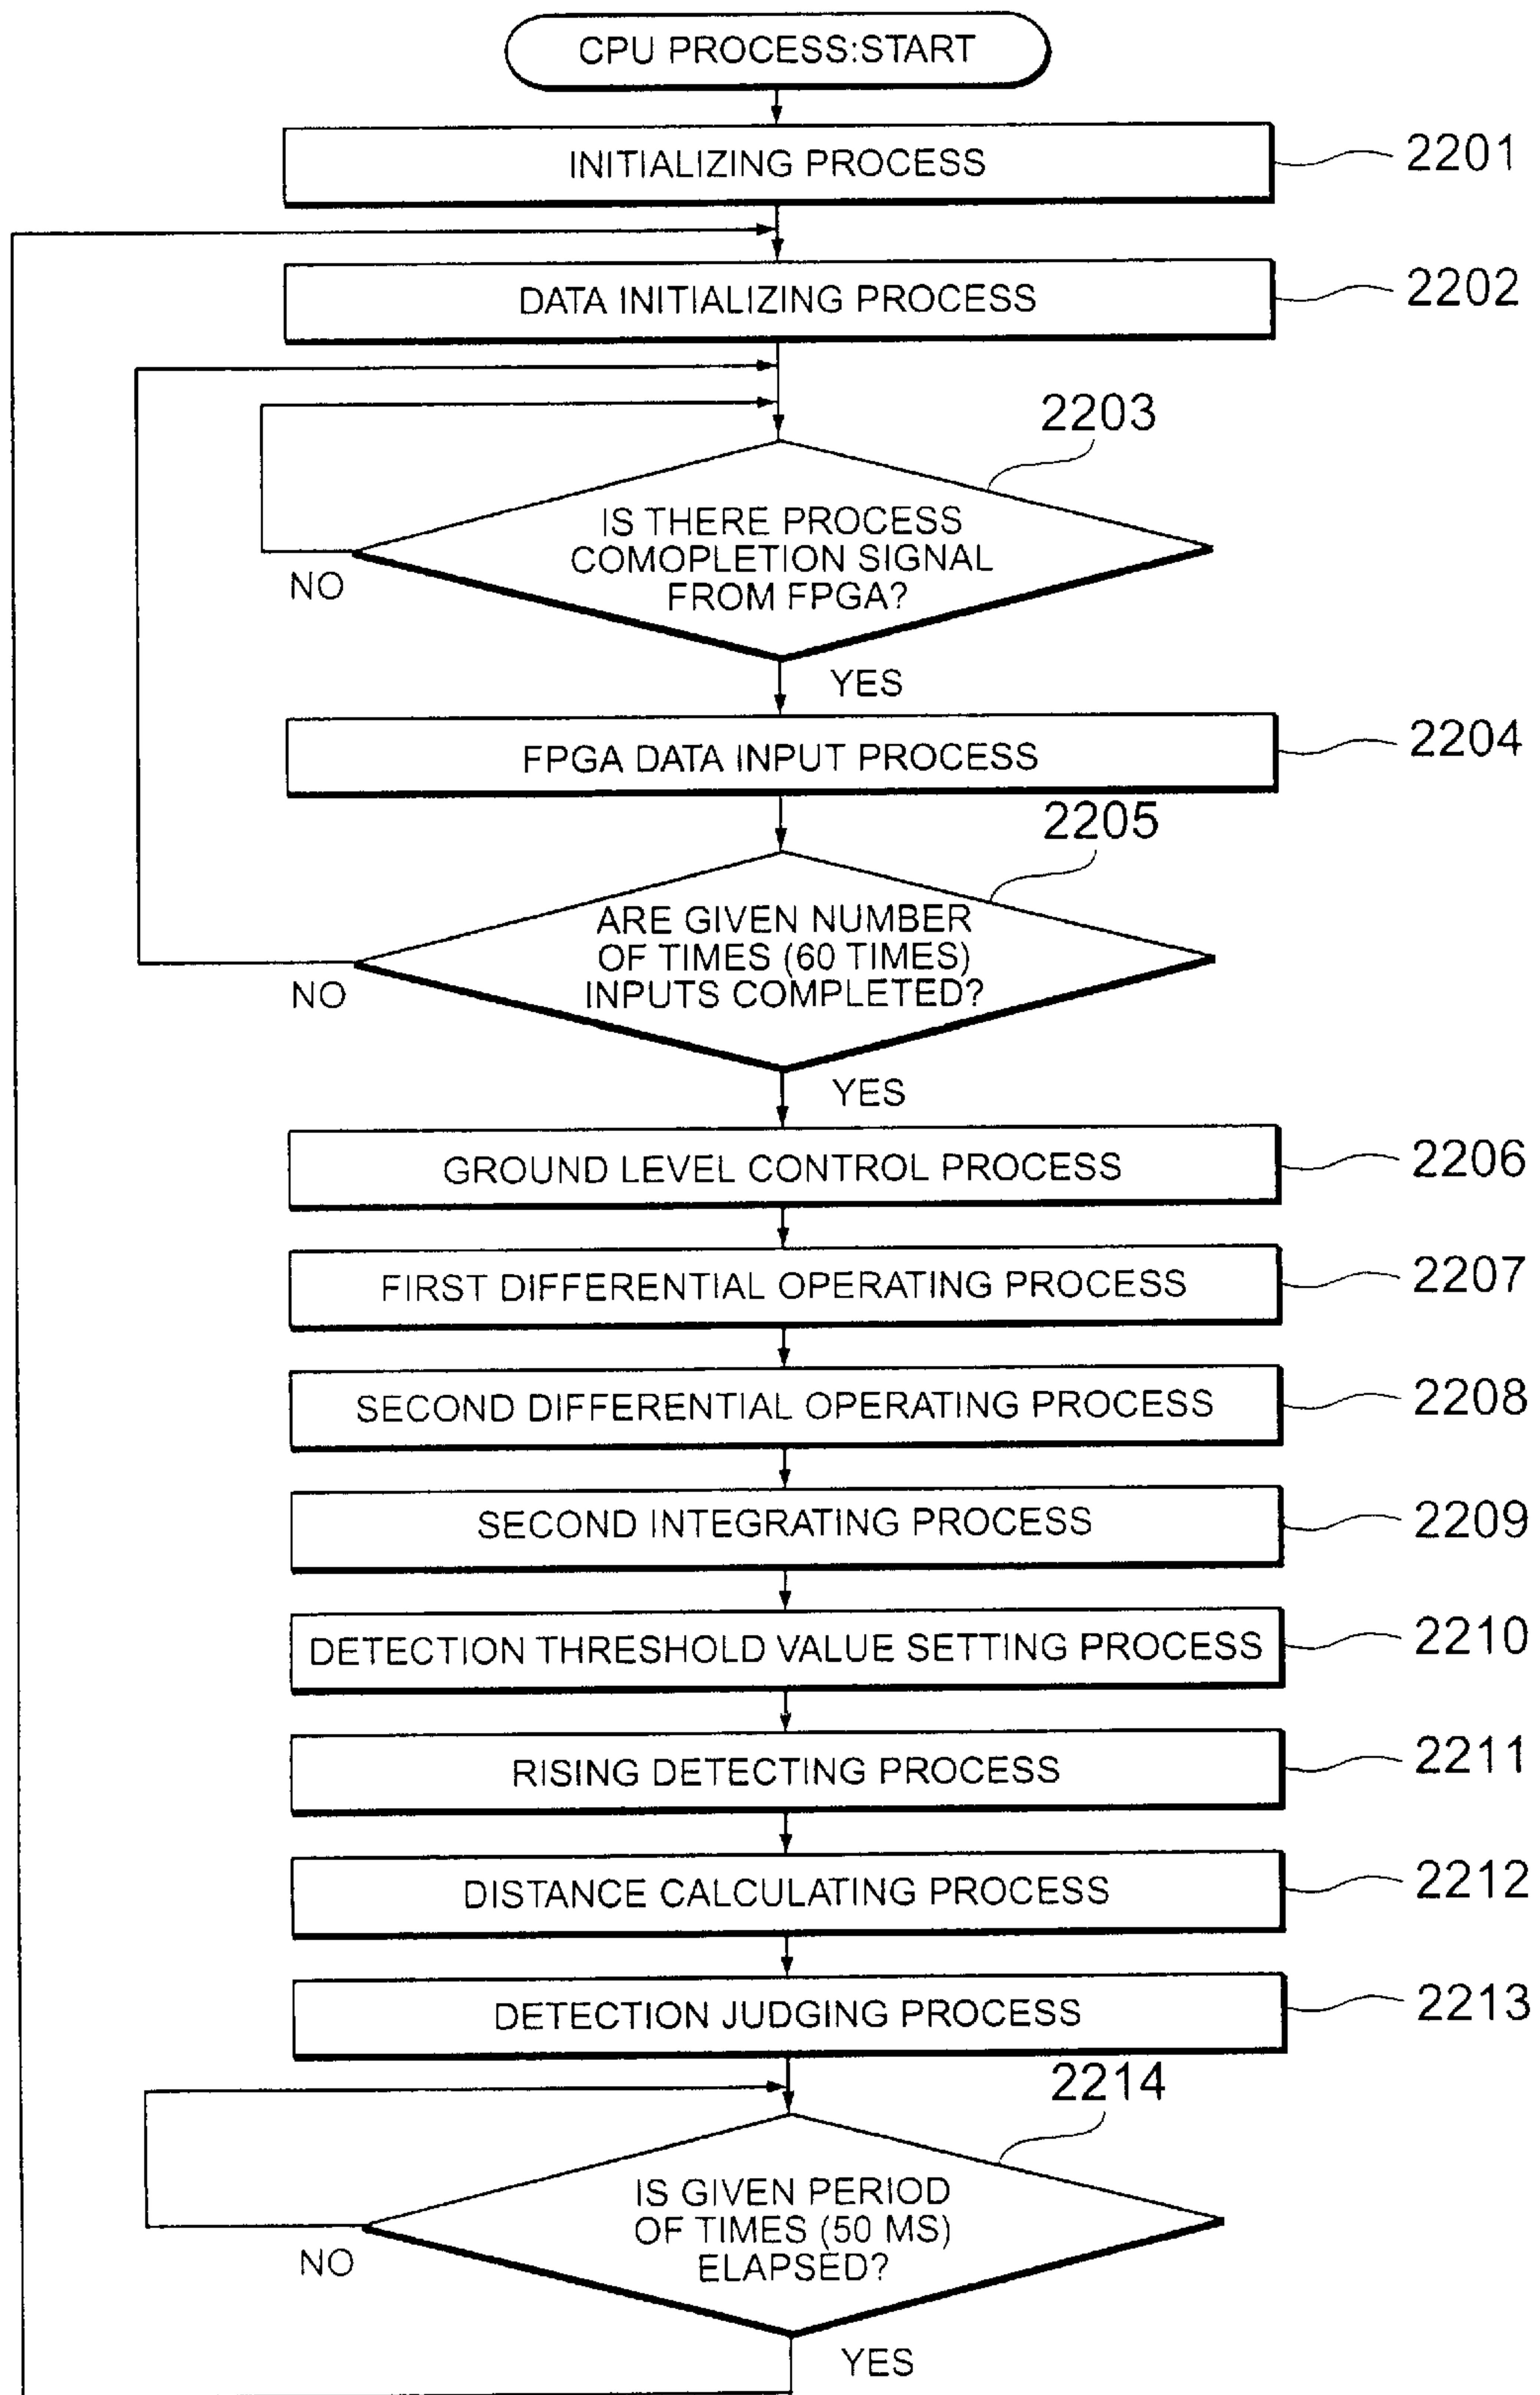 CPU PROCESS:START
INITIALIZING PROCESS
2201
DATA INITIALIZING PROCESS
2202
2203
IS THERE PROCESS
COMOPLETION SIGNAL
FROM FPGA?
NO
YES
FPGA DATA INPUT PROCESS
2204
2205
ARE GIVEN NUMBER
OF TIMES (60 TIMES)
INPUTS COMPLETED?
NO
YES
GROUND LEVEL CONTROL PROCESS
2206
FIRST DIFFERENTIAL OPERATING PROCESS
2207
SECOND DIFFERENTIAL OPERATING PROCESS
2208
SECOND INTEGRATING PROCESS
2209
DETECTION THRESHOLD VALUE SETTING PROCESS
2210
RISING DETECTING PROCESS
2211
DISTANCE CALCULATING PROCESS
2212
DETECTION JUDGING PROCESS
2213
2214
IS GIVEN PERIOD
OF TIMES (50 MS)
ELAPSED?
NO
YES